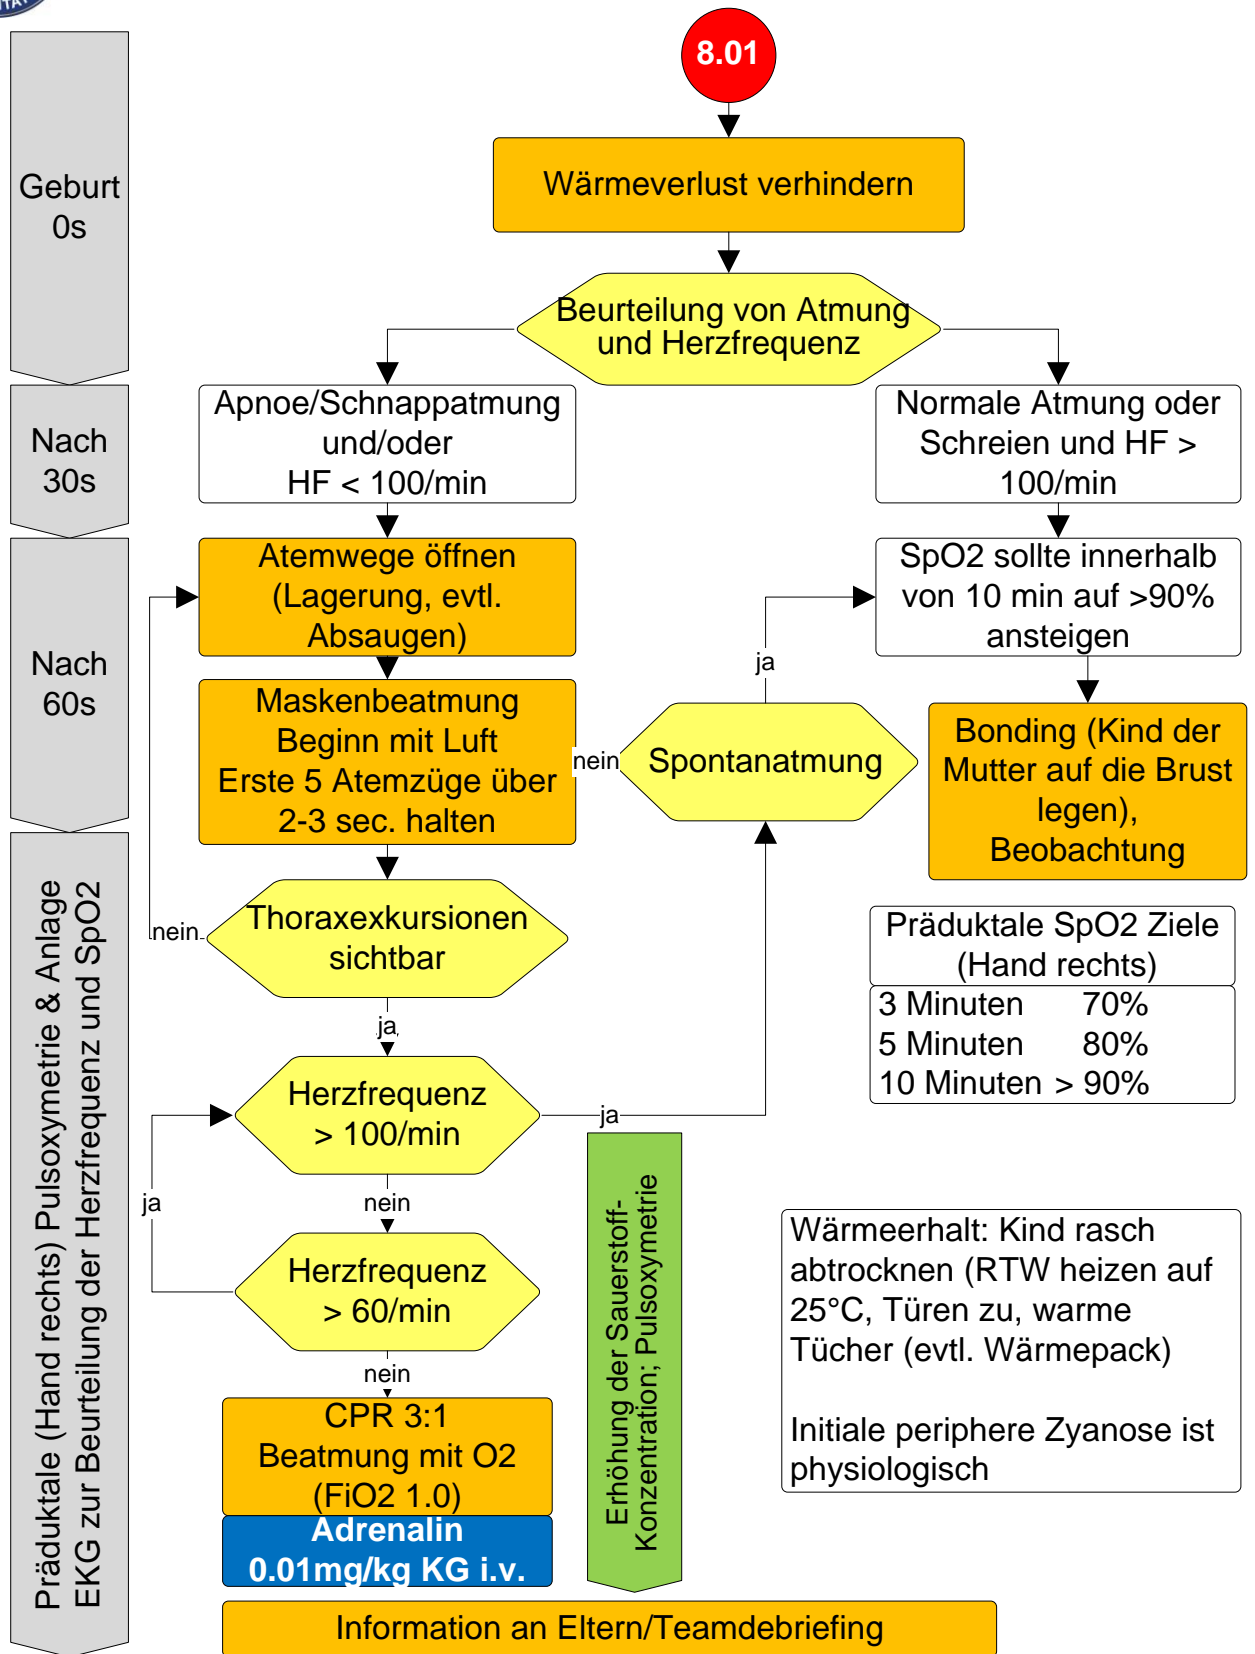 8.01
Geburt
0s
Wärmeverlust verhindern
Beurteilung von Atmung
und Herzfrequenz
Nach
30s
Apnoe/Schnappatmung
und/oder
HF < 100/min
Normale Atmung oder
Schreien und HF >
100/min
Nach
60s
Atemwege öffnen
(Lagerung, evtl.
Absaugen)
SpO2 sollte innerhalb
von 10 min auf >90%
ansteigen
ja
Maskenbeatmung
Beginn mit Luft
Erste 5 Atemzüge über
2-3 sec. halten
nein
Spontanatmung
Bonding (Kind der
Mutter auf die Brust
legen),
Beobachtung
Präduktale (Hand rechts) Pulsoxymetrie & Anlage
EKG zur Beurteilung der Herzfrequenz und SpO2
nein
Thoraxexkursionen
sichtbar
Präduktale SpO2 Ziele
(Hand rechts)
3 Minuten 70%
5 Minuten 80%
10 Minuten > 90%
ja
Herzfrequenz
> 100/min
ja
ja
nein
Herzfrequenz
> 60/min
nein
Erhöhung der Sauerstoff-
Konzentration; Pulsoxymetrie
Wärmeerhalt: Kind rasch
abtrocknen (RTW heizen auf
25°C, Türen zu, warme
Tücher (evtl. Wärmepack)
Initiale periphere Zyanose ist
physiologisch
CPR 3:1
Beatmung mit O2
(FiO2 1.0)
Adrenalin
0.01mg/kg KG i.v.
Information an Eltern/Teamdebriefing